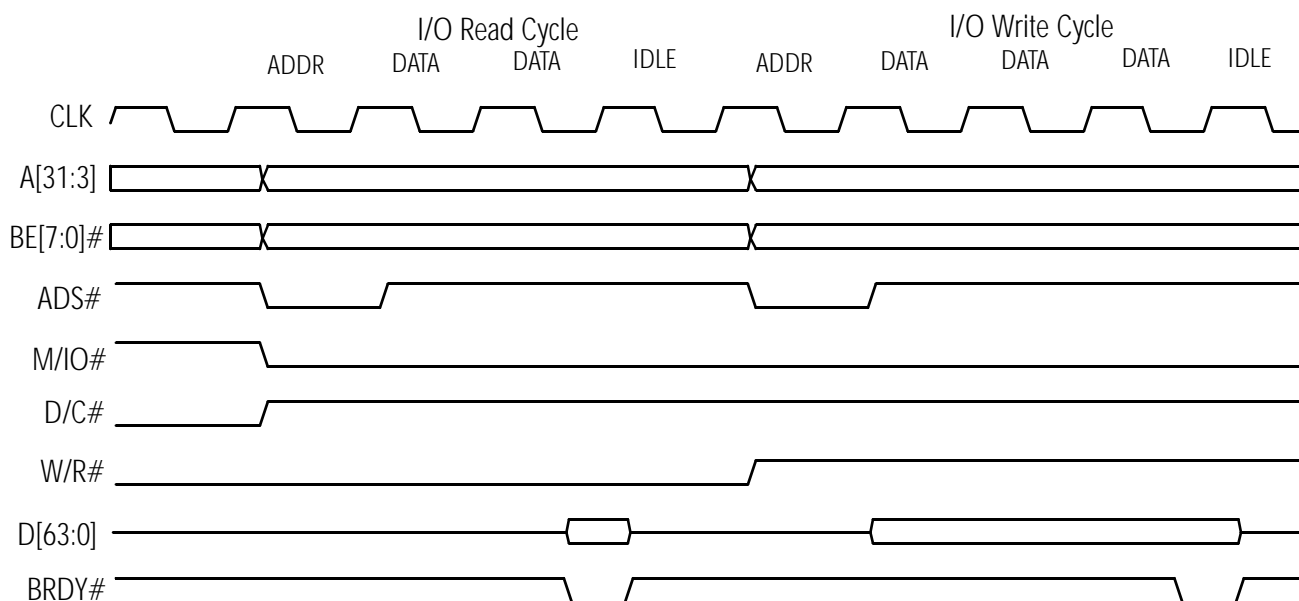 I/O Read Cycle I/O Write Cycle
ADDR DATA DATA IDLE ADDR DATA DATA DATA IDLE
CLK
A[31:3]
BE[7:0]#
ADS#
M/IO#
D/C#
W/R#
D[63:0]
BRDY#